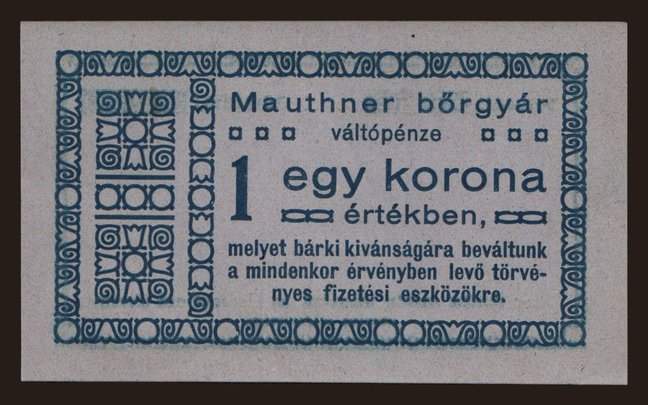 Mauthner bőrgyár
váltópénze
1 egy korona
értékben,
melyet bárki kivánságára beváltunk
a mindenkor érvényben levő törvé-
nyes fizetési eszközökre.